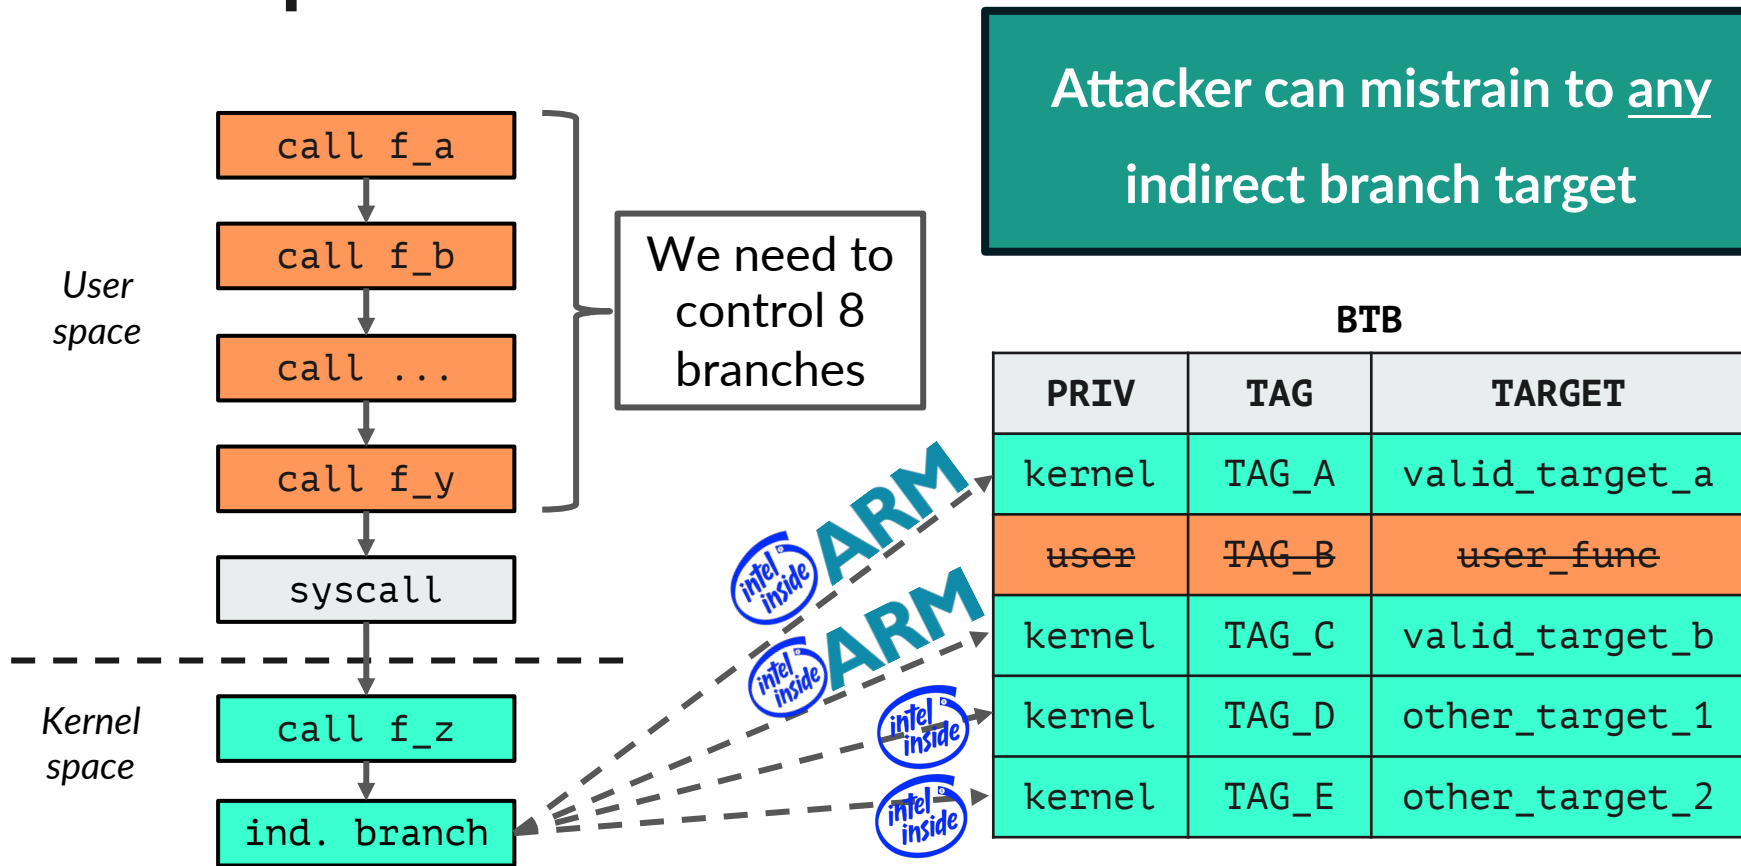 Attacker can mistrain to any
indirect branch target
call f_a
call f_b
call ...
call f_y
syscall
call f_z
ind. branch
User
space
Kernel
space
We need to
control 8
branches
BTB
PRIV TAG TARGET
kernel TAG_A valid_target_a
user TAG_B user_func
kernel TAG_C valid_target_b
kernel TAG_D other_target_1
kernel TAG_E other_target_2
intel
inside
ARM
intel
inside
ARM
intel
inside
intel
inside